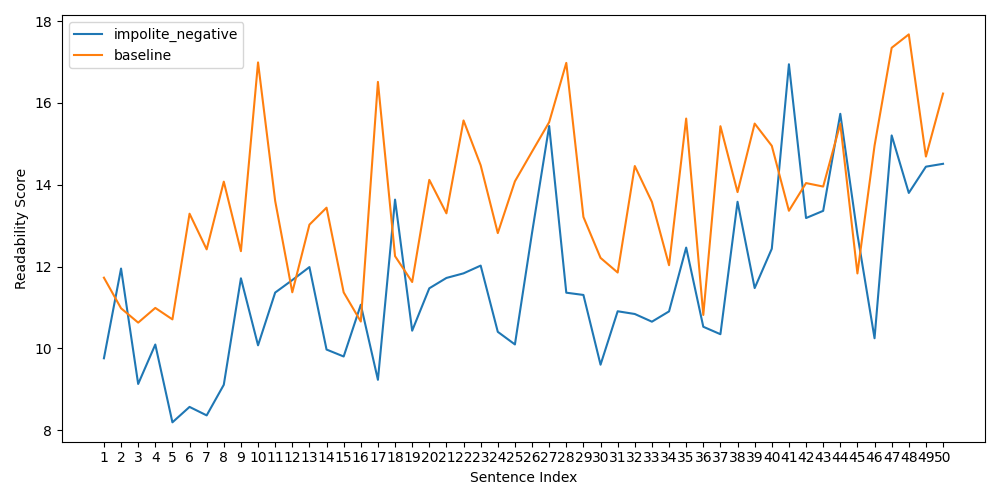 18
16
14
12
10
8
Readability Score
impolite_negative
baseline
1 2 3 4 5 6 7 8 9 10 11 12 13 14 15 16 17 18 19 20 21 22 23 24 25 26 27 28 29 30 31 32 33 34 35 36 37 38 39 40 41 42 43 44 45 46 47 48 49 50
Sentence Index